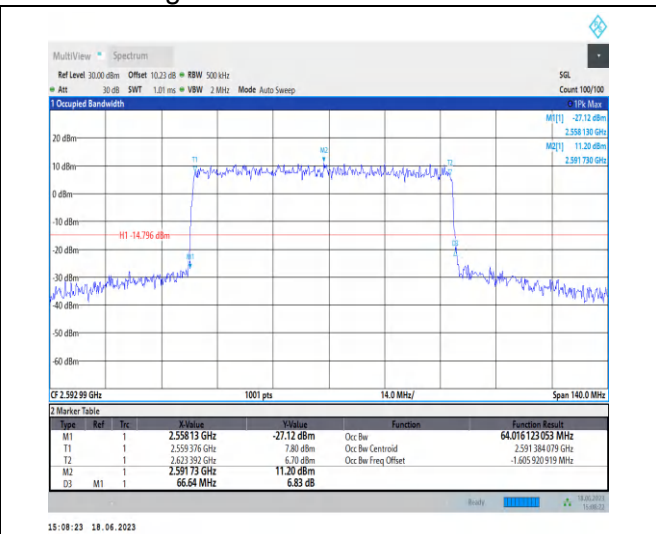 MultiView Spectrum
Ref Level 30.00 dBm Offset 10.23 dB RBW 500 kHz SGL
Att 30 dB SWT 1.01 ms VBW 2 MHz Mode Auto Sweep Count 100/100
1 Occupied Bandwidth 1Pk Max
M1[1] -27.12 dBm
2.558130 GHz
M2[1] 11.20 dBm
2.591730 GHz
20 dBm
M2
T1
T2
10 dBm
0 dBm
-10 dBm
H1 -14.796 dBm
-20 dBm
D3
M1
-30 dBm
-40 dBm
-50 dBm
-60 dBm
CF 2.592 99 GHz 1001 pts 14.0 MHz/ Span 140.0 MHz
2 Marker Table
Type Ref Trc X-Value Y-Value Function Function Result
M1 1 2.55813 GHz -27.12 dBm Occ Bw 64.016 123 053 MHz
T1 1 2.559 376 GHz 7.80 dBm Occ Bw Centroid 2.591 384 079 GHz
T2 1 2.623 392 GHz 6.70 dBm Occ Bw Freq Offset -1.605 920 919 MHz
M2 1 2.59173 GHz 11.20 dBm
D3 M1 1 66.64 MHz 6.83 dB
Ready 18.06.2023
15:08:23 18.06.2023